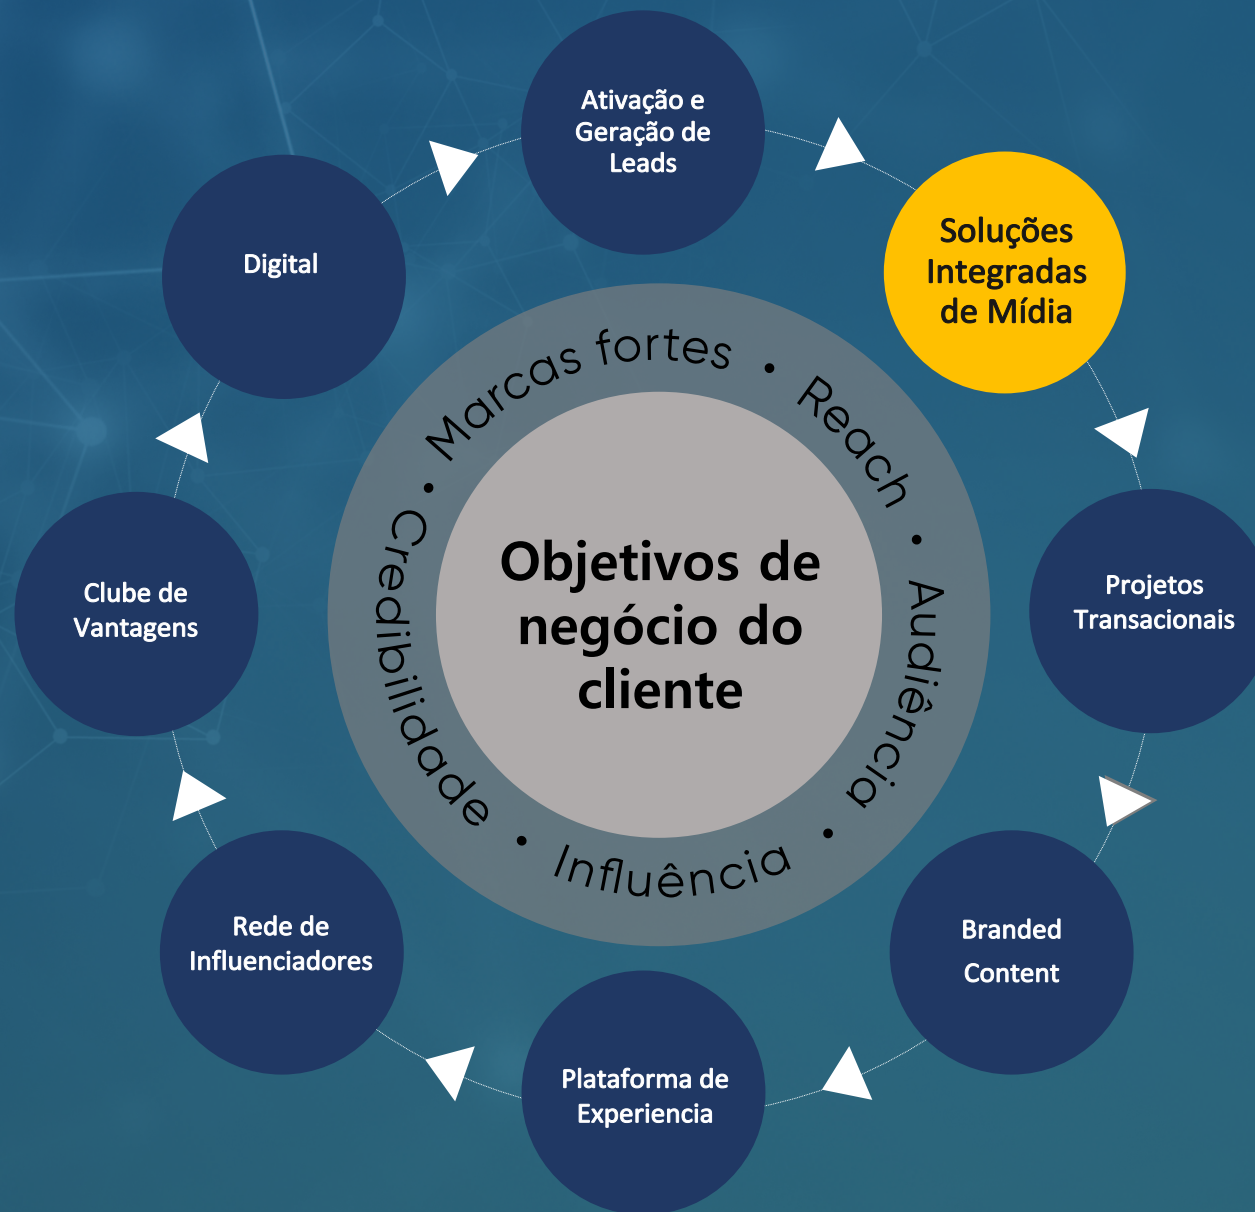 Ativação e
Geração de
Leads
Soluções
Integradas
de Mídia
Digital
Marcas fortes • Reach • Audiência • Influência • Credibilidade •
Objetivos de
negócio do
cliente
Projetos
Transacionais
Clube de
Vantagens
Branded
Content
Rede de
Influenciadores
Plataforma de
Experiencia